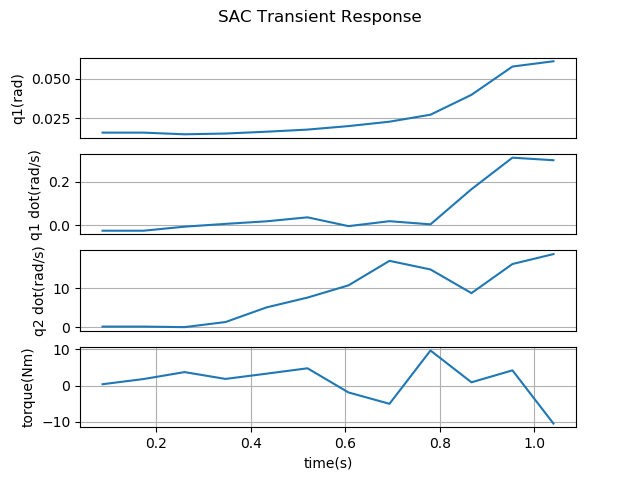 SAC Transient Response
q1(rad)
0.050
0.025
q1 dot(rad/s)
0.2
0.0
q2 dot(rad/s)
10
0
torque(Nm)
10
0
−10
0.2 0.4 0.6 0.8 1.0
time(s)